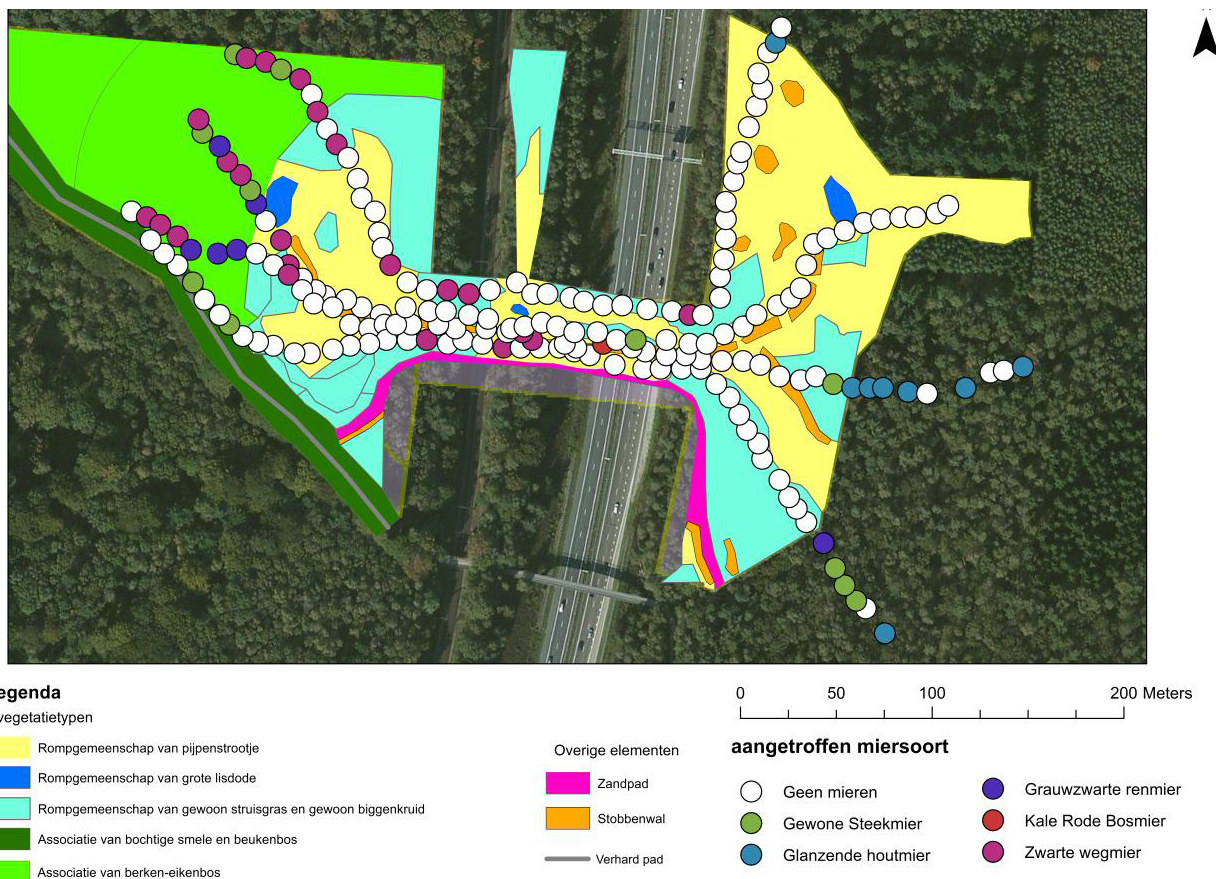 egenda
vegetatietypen
Rompgemeenschap van pijpenstrootje
Rompgemeenschap van grote lisdode
Rompgemeenschap van gewoon struisgras en gewoon biggenkruid
Associatie van bochtige smele en beukenbos
Associatie van berken-eikenbos
Overige elementen
Zandpad
Stobbenwal
Verhard pad
0 50 100 200 Meters
aangetroffen miersoort
Geen mieren
Gewone Steekmier
Glanzende houtmier
Grauwzwarte renmier
Kale Rode Bosmier
Zwarte wegmier